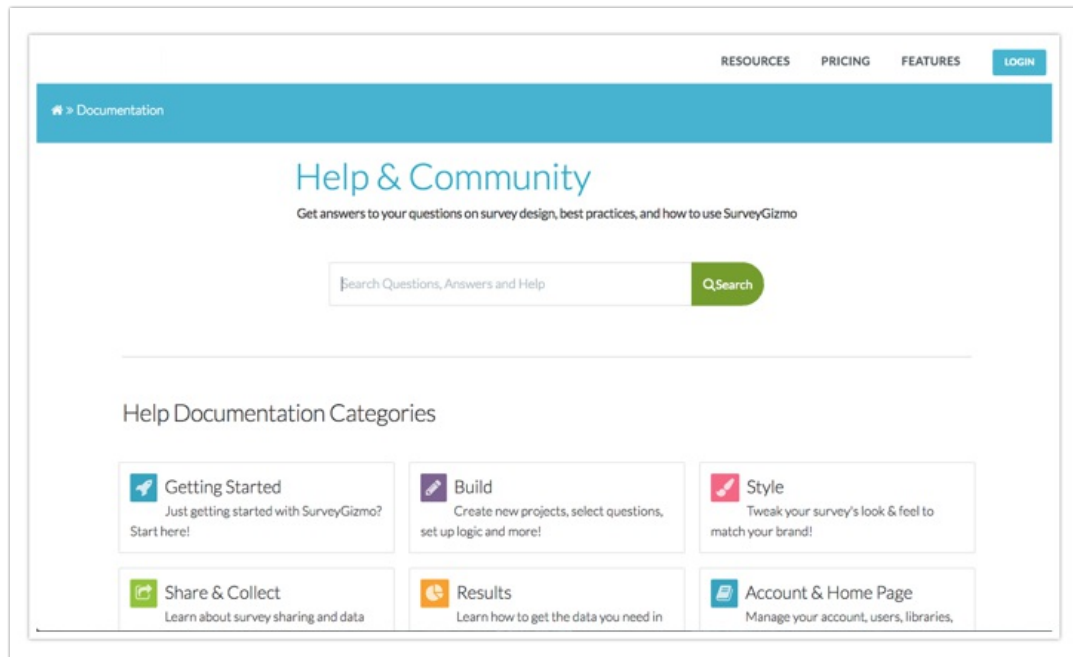 RESOURCES PRICING FEATURES LOGIN
» Documentation
Help & Community
Get answers to your questions on survey design, best practices, and how to use SurveyGizmo
Search Questions, Answers and Help Search
Help Documentation Categories
Getting Started
Just getting started with SurveyGizmo?
Start here!
Build
Create new projects, select questions,
set up logic and more!
Style
Tweak your survey's look & feel to
match your brand!
Share & Collect
Learn about survey sharing and data
Results
Learn how to get the data you need in
Account & Home Page
Manage your account, users, libraries,